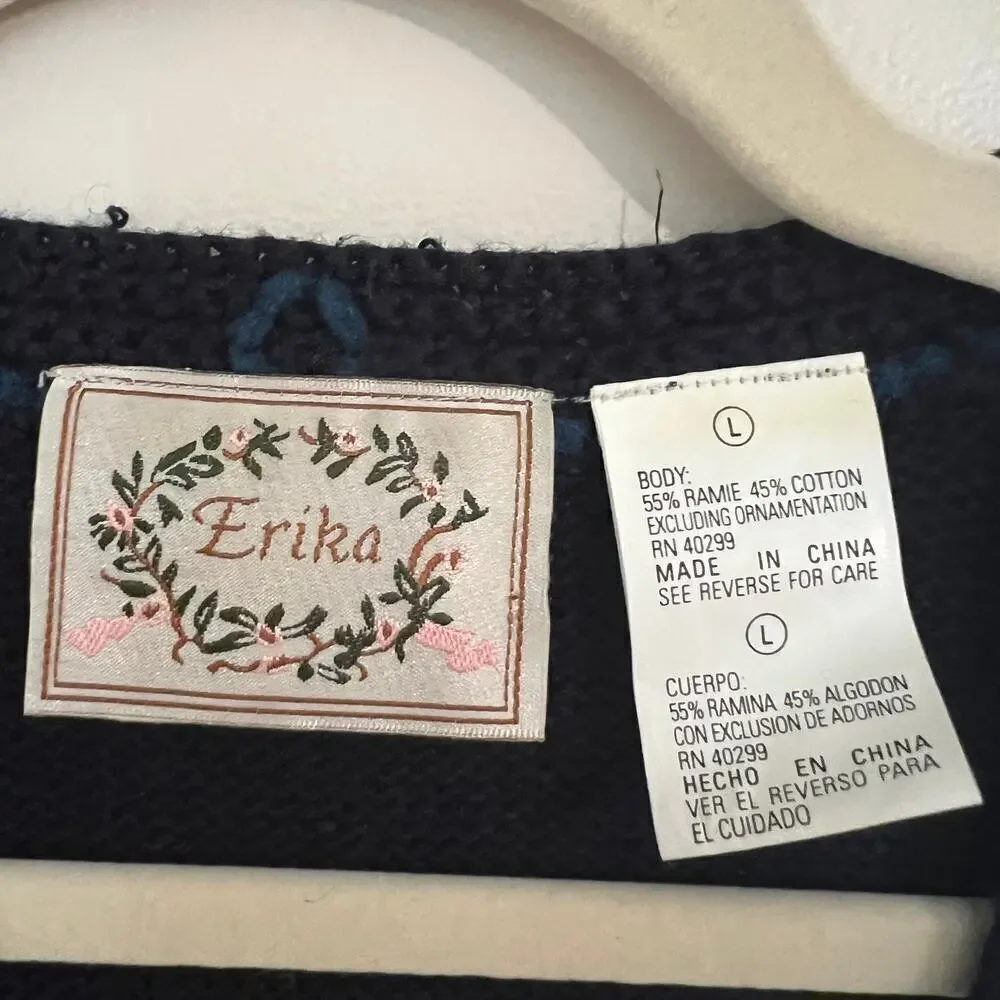 Erika
L
BODY:
55% RAMIE 45% COTTON
EXCLUDING ORNAMENTATION
RN 40299
MADE IN CHINA
SEE REVERSE FOR CARE
L
CUERPO:
55% RAMINA 45% ALGODON
CON EXCLUSION DE ADORNOS
RN 40299
HECHO EN CHINA
VER EL REVERSO PARA
EL CUIDADO